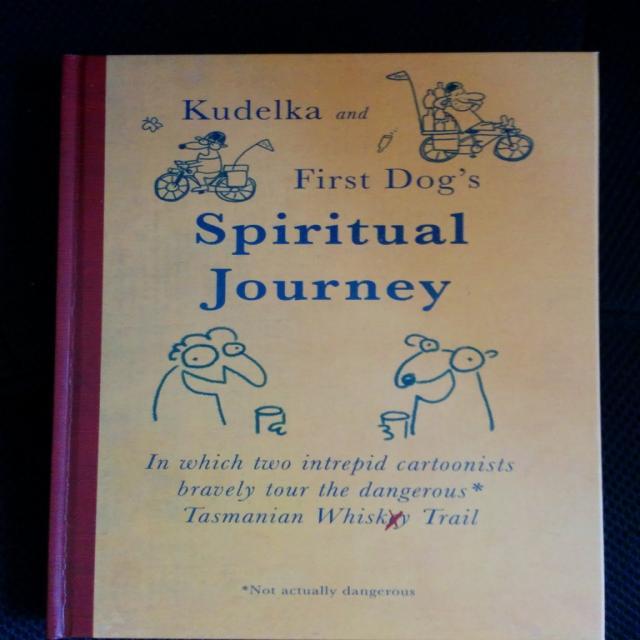 Kudelka and
First Dog's
Spiritual
Journey
In which two intrepid cartoonists
bravely tour the dangerous*
Tasmanian Whiskey Trail
*Not actually dangerous